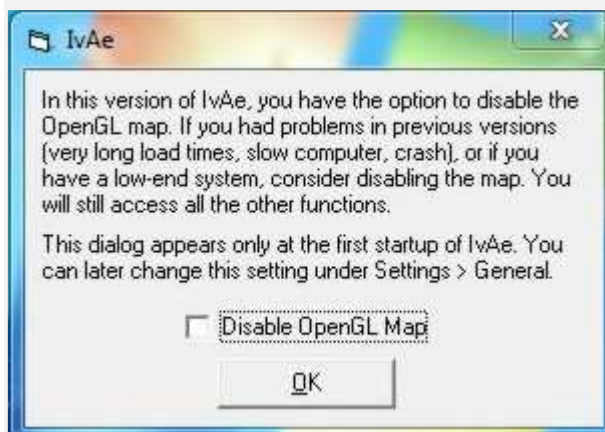 IvAe
In this version of IvAe, you have the option to disable the
OpenGL map. If you had problems in previous versions
(very long load times, slow computer, crash), or if you
have a low-end system, consider disabling the map. You
will still access all the other functions.
This dialog appears only at the first startup of IvAe. You
can later change this setting under Settings > General.
Disable OpenGL Map
OK